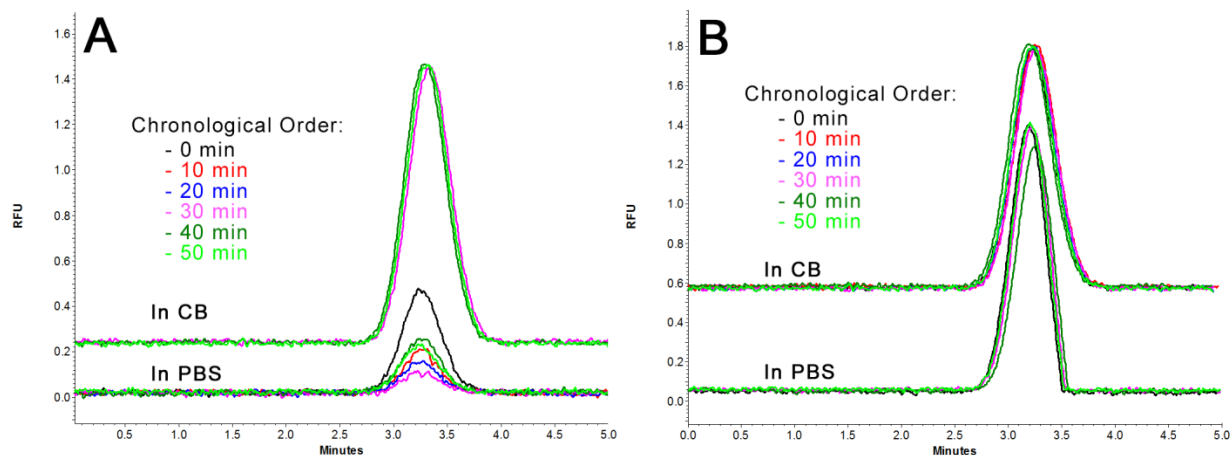 A
RFU
1.6
1.4
1.2
1.0
0.8
0.6
0.4
0.2
0.0
Chronological Order:
- 0 min
- 10 min
- 20 min
- 30 min
- 40 min
- 50 min
In CB
In PBS
0.5 1.0 1.5 2.0 2.5 3.0 3.5 4.0 4.5 5.0
Minutes
B
RFU
1.8
1.6
1.4
1.2
1.0
0.8
0.6
0.4
0.2
0.0
Chronological Order:
- 0 min
- 10 min
- 20 min
- 30 min
- 40 min
- 50 min
In CB
In PBS
0.0 0.5 1.0 1.5 2.0 2.5 3.0 3.5 4.0 4.5 5.0
Minutes